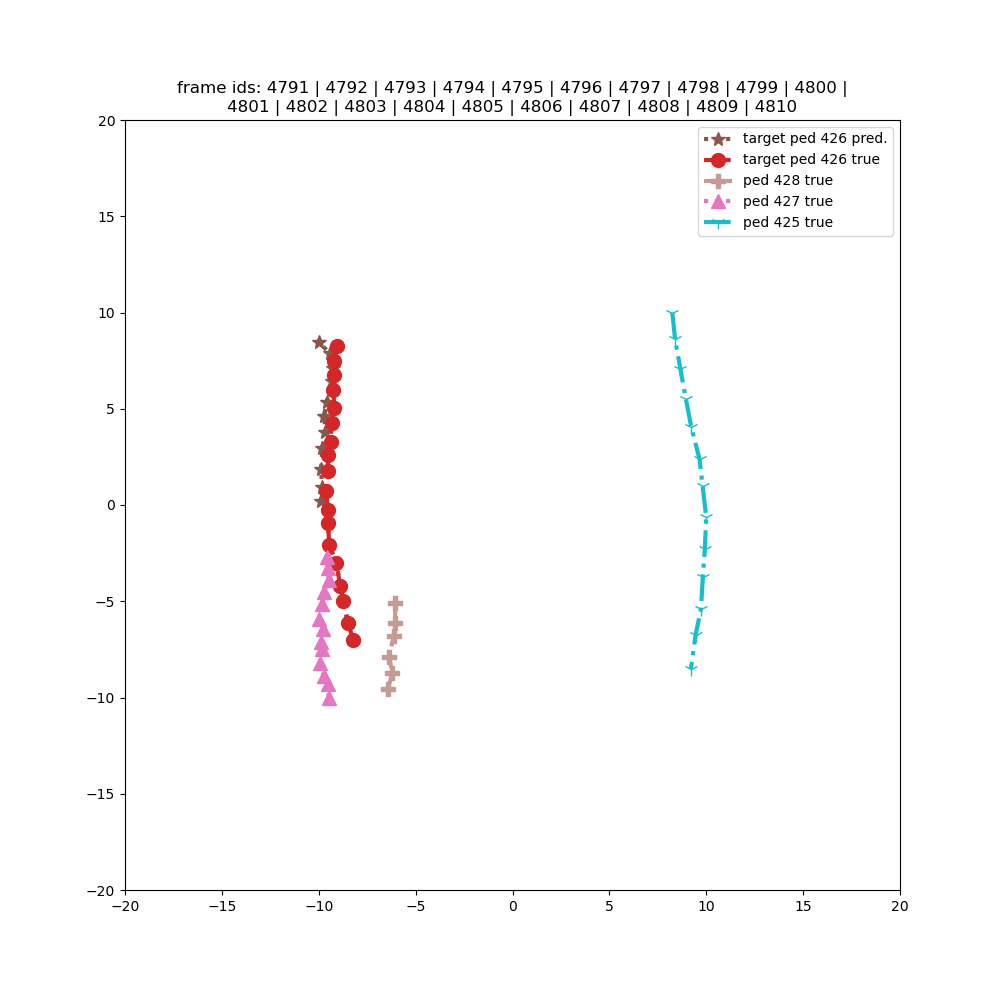 frame ids: 4791 | 4792 | 4793 | 4794 | 4795 | 4796 | 4797 | 4798 | 4799 | 4800 |
4801 | 4802 | 4803 | 4804 | 4805 | 4806 | 4807 | 4808 | 4809 | 4810
target ped 426 pred.
target ped 426 true
ped 428 true
ped 427 true
ped 425 true
20
15
10
5
0
−5
−10
−15
−20
−20 −15 −10 −5 0 5 10 15 20